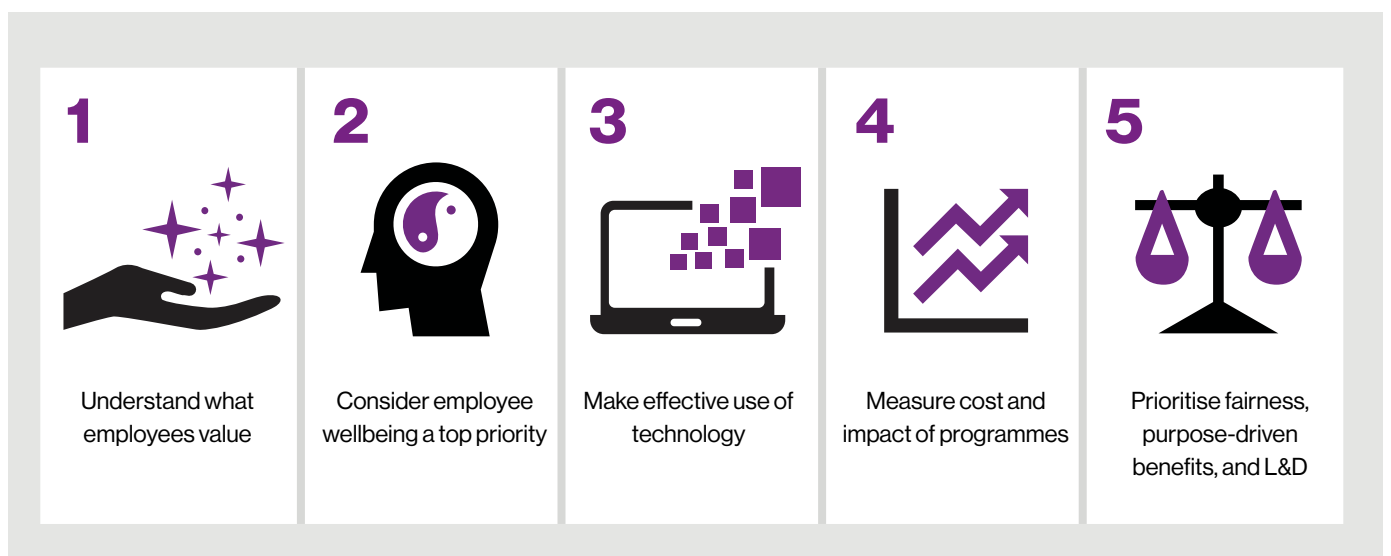 1
Understand what
employees value
2
Consider employee
wellbeing a top priority
3
Make effective use of
technology
4
Measure cost and
impact of programmes
5
Prioritise fairness,
purpose-driven
benefits, and L&D